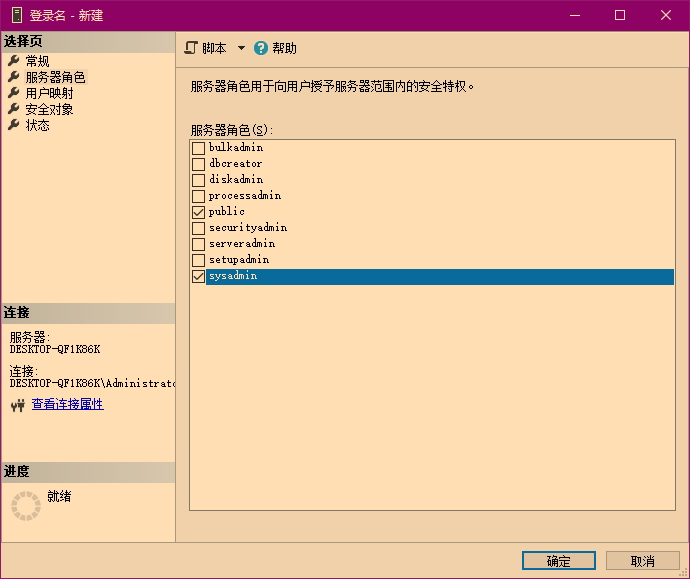 登录名 - 新建
选择页
常规
服务器角色
用户映射
安全对象
状态
连接
服务器:
DESKTOP-QF1K86K
连接:
DESKTOP-QF1K86K\Administrato
查看连接属性
进度
就绪
脚本 帮助
服务器角色用于向用户授予服务器范围内的安全特权。
服务器角色(S):
bulkadmin
dbcreator
diskadmin
processadmin
public
securityadmin
serveradmin
setupadmin
sysadmin
确定 取消